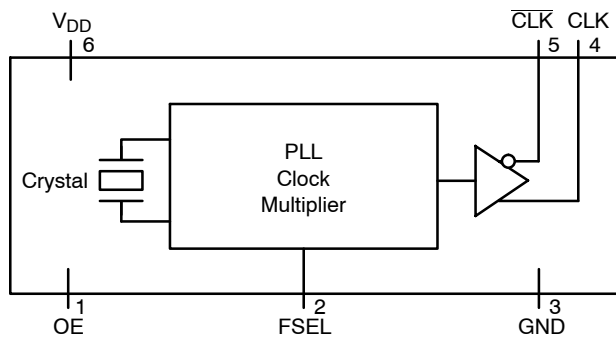 VDD
6
CLK CLK
5 4
PLL
Clock
Multiplier
Crystal
1 2 3
OE FSEL GND